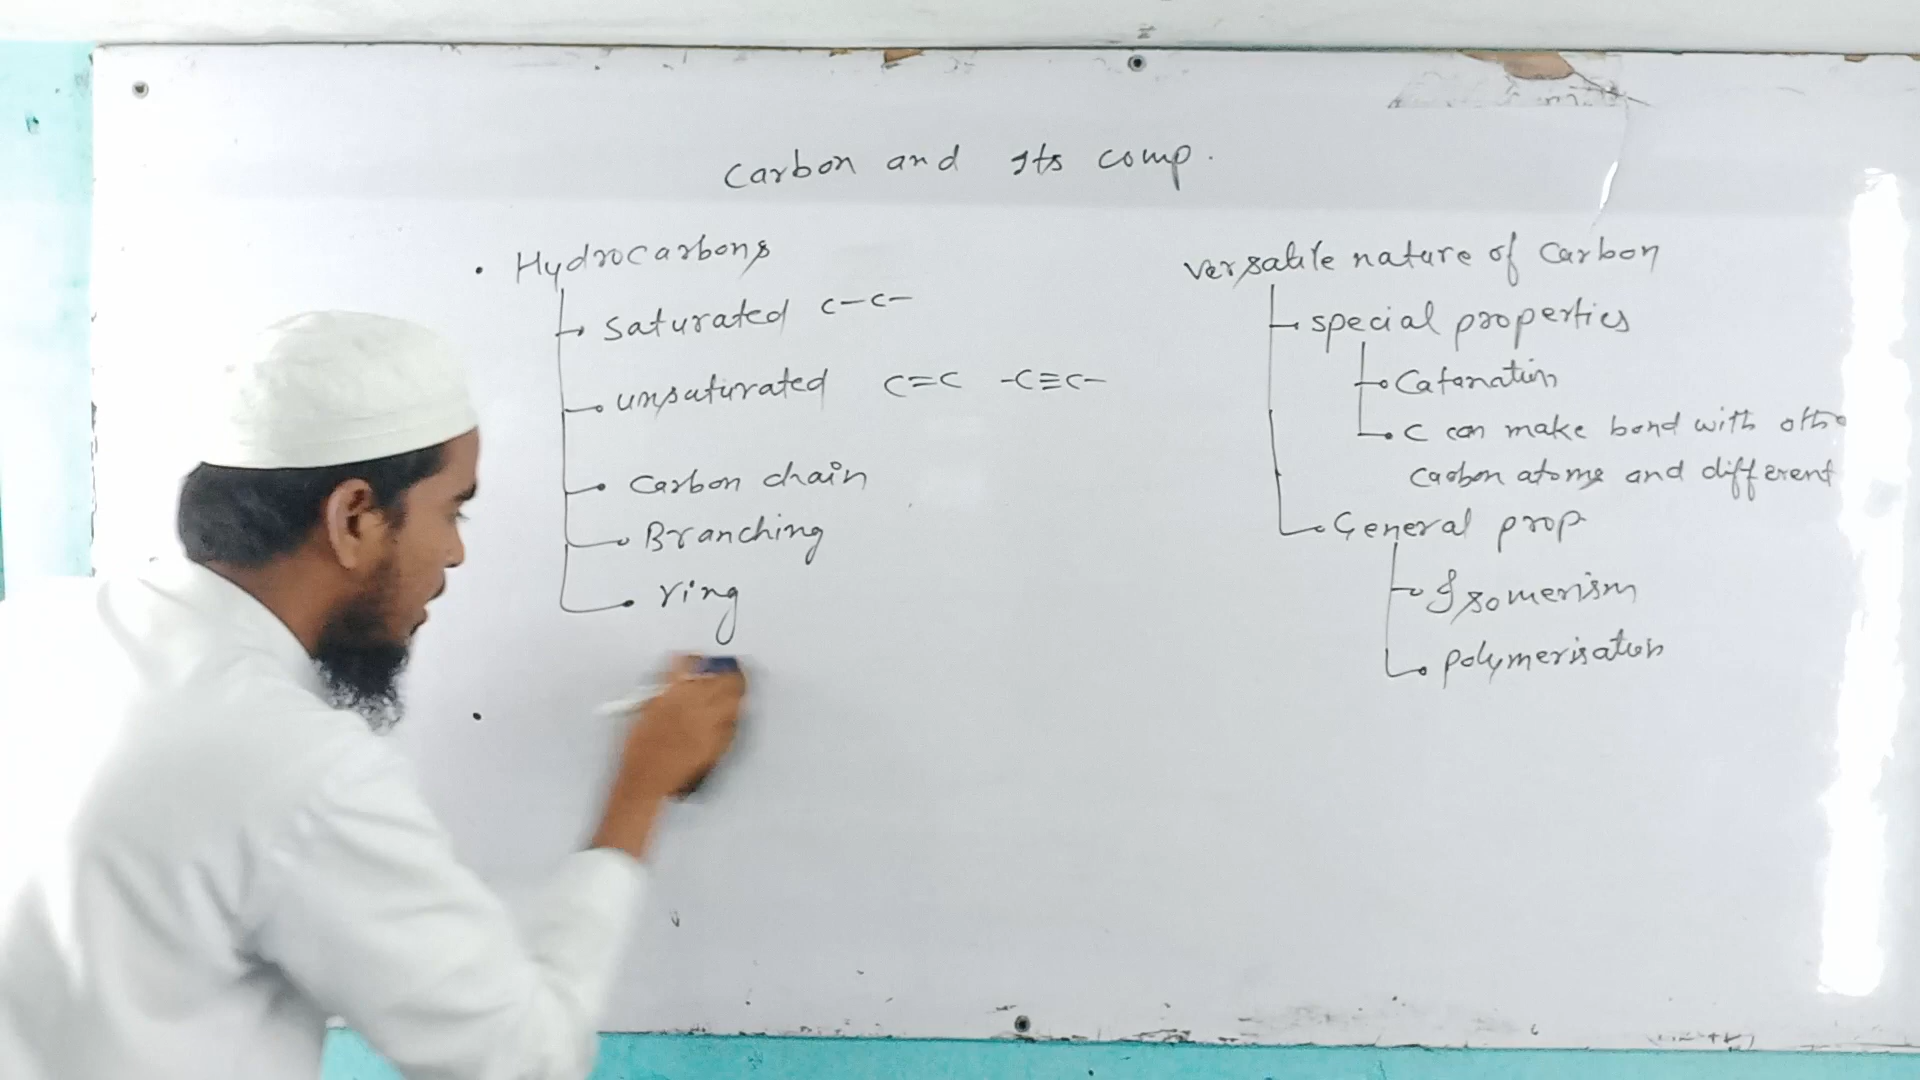 Carbon and Its comp.
• Hydrocarbons
saturated C-C-
unsaturated C=C -C≡C-
Carbon chain
Branching
ring
Versatile nature of Carbon
special properties
Catanation
C can make bond with othe
carbon atoms and different
General prop
Isomerism
polymerisation